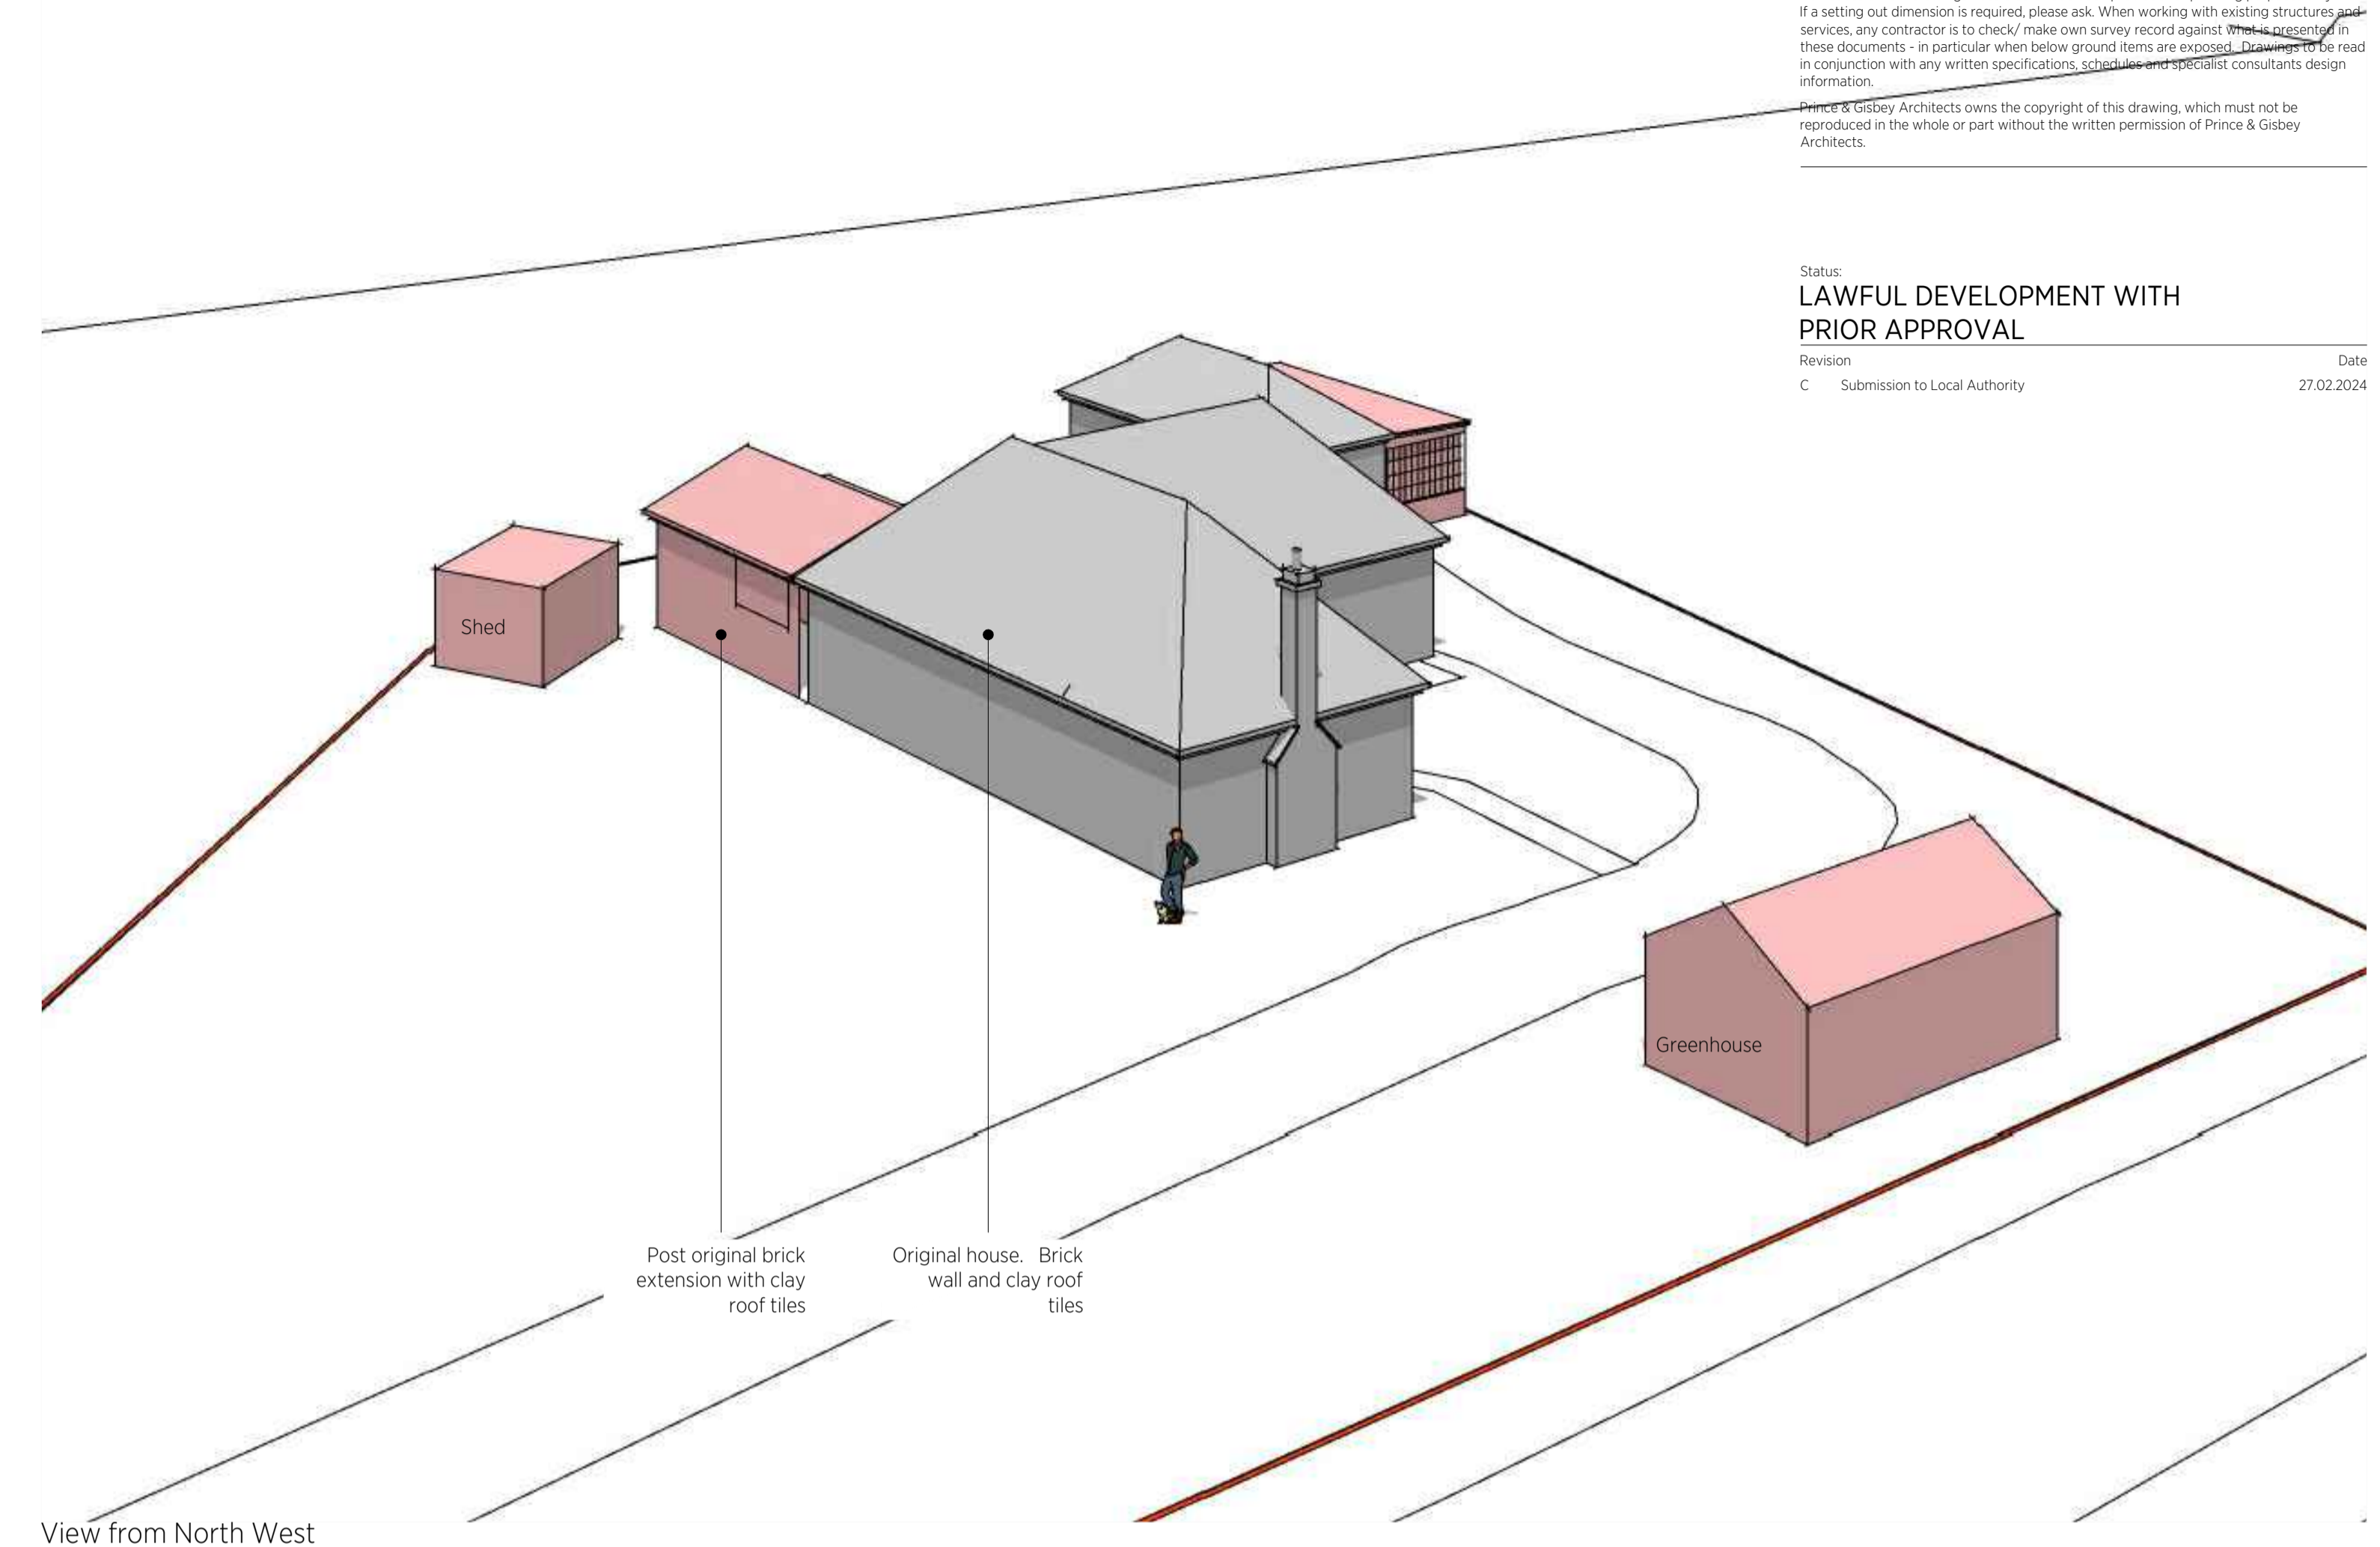 If a setting out dimension is required, please ask. When working with existing structures and
services, any contractor is to check/ make own survey record against what is presented in
these documents - in particular when below ground items are exposed. Drawings to be read
in conjunction with any written specifications, schedules and specialist consultants design
information.
Prince & Gisbey Architects owns the copyright of this drawing, which must not be
reproduced in the whole or part without the written permission of Prince & Gisbey
Architects.
Status:
LAWFUL DEVELOPMENT WITH
PRIOR APPROVAL
Revision Date
C Submission to Local Authority 27.02.2024
Shed
Greenhouse
Post original brick
extension with clay
roof tiles
Original house. Brick
wall and clay roof
tiles
View from North West